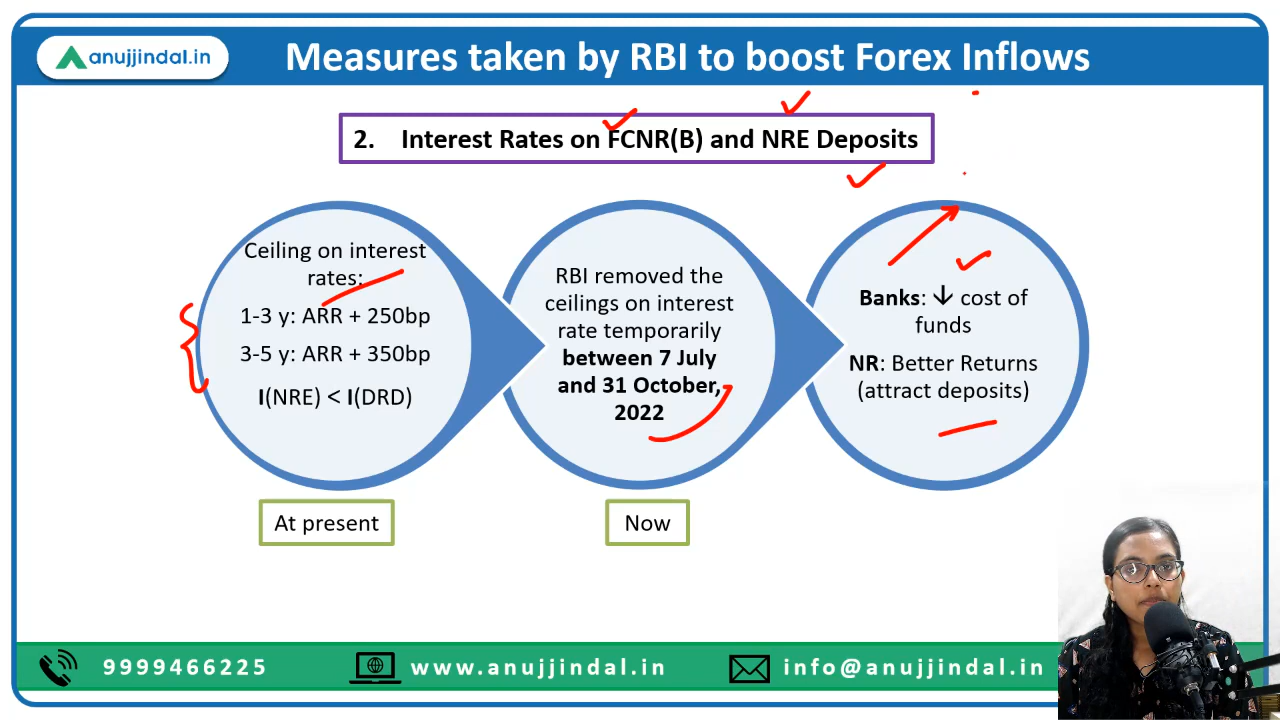 anujjindal.in
Measures taken by RBI to boost Forex Inflows
2. Interest Rates on FCNR(B) and NRE Deposits
Ceiling on interest
rates:
1-3 y: ARR + 250bp
3-5 y: ARR + 350bp
I(NRE) < I(DRD)
At present
RBI removed the
ceilings on interest
rate temporarily
between 7 July
and 31 October,
2022
Now
Banks: ↓ cost of
funds
NR: Better Returns
(attract deposits)
9999466225
www.anujjindal.in
info@anujjindal.in